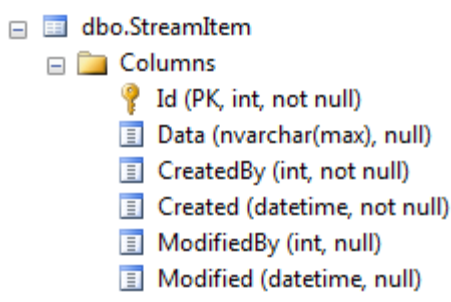 dbo.StreamItem
Columns
Id (PK, int, not null)
Data (nvarchar(max), null)
CreatedBy (int, not null)
Created (datetime, not null)
ModifiedBy (int, null)
Modified (datetime, null)